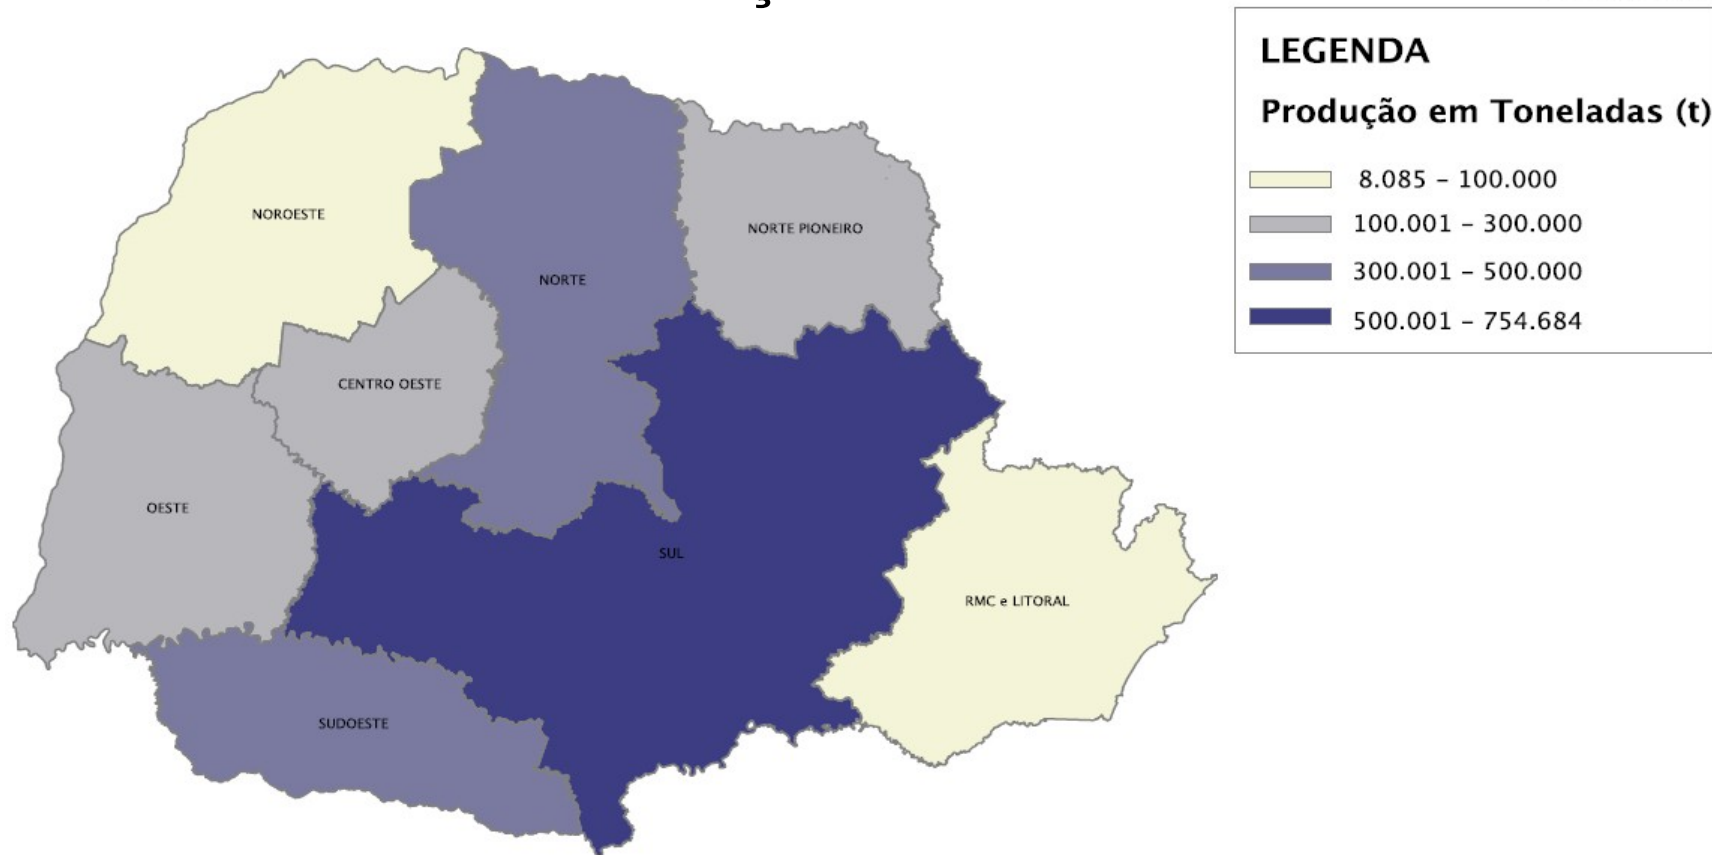 LEGENDA
Produção em Toneladas (t)
8.085 – 100.000
100.001 – 300.000
300.001 – 500.000
500.001 – 754.684
NOROESTE
NORTE PIONEIRO
NORTE
CENTRO OESTE
OESTE
SUL
RMC e LITORAL
SUDOESTE